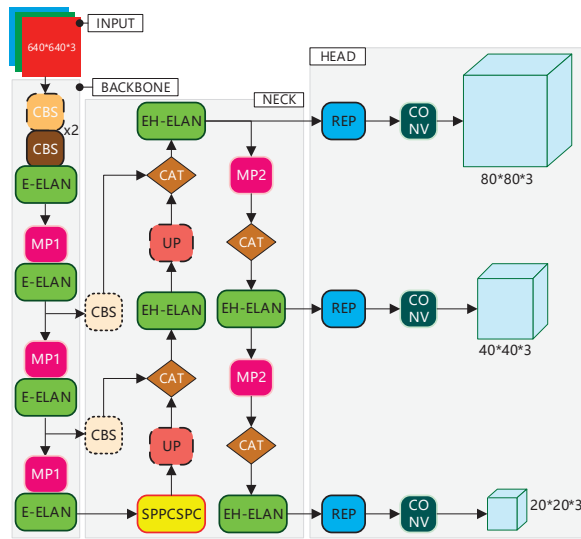 INPUT
640*640*3
BACKBONE
CBS
x2
CBS
E-ELAN
MP1
E-ELAN
CBS
MP1
E-ELAN
CBS
MP1
E-ELAN
NECK
EH-ELAN
CAT
UP
EH-ELAN
CAT
UP
SPPCSPC
MP2
CAT
EH-ELAN
MP2
CAT
EH-ELAN
HEAD
REP
CO
NV
80*80*3
REP
CO
NV
40*40*3
REP
CO
NV
20*20*3